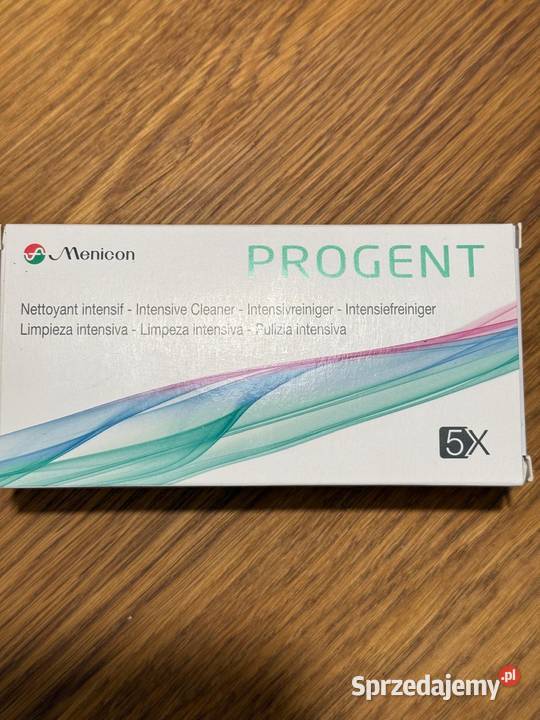 Menicon
PROGENT
Nettoyant intensif - Intensive Cleaner - Intensivreiniger - Intensiefreiniger
Limpieza intensiva - Limpeza intensiva - Pulizia intensiva
5X
Sprzedajemy.pl